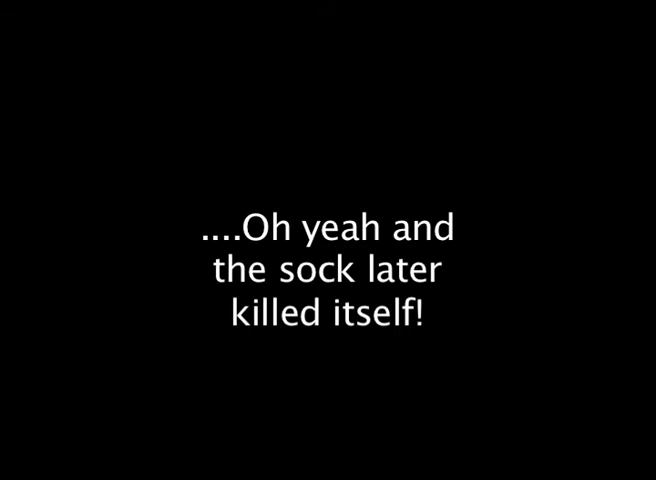 ....Oh yeah and
the sock later
killed itself!